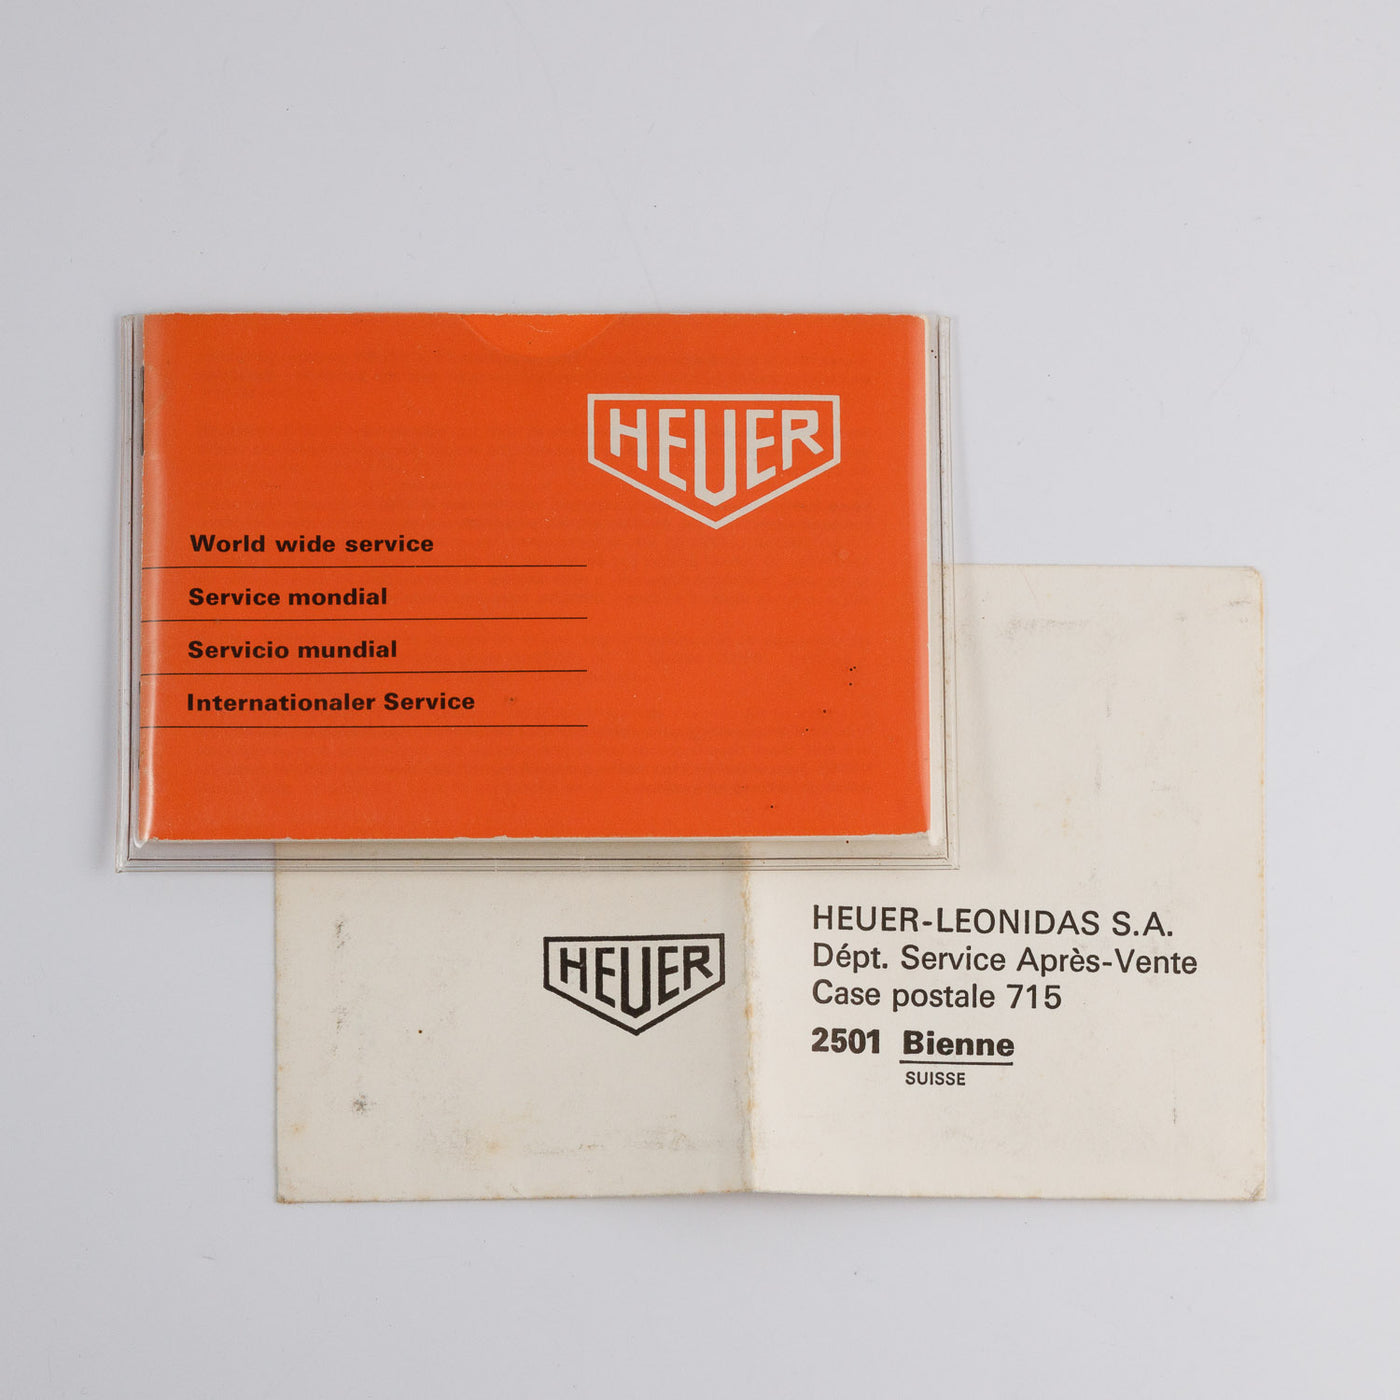 HEUER
World wide service
Service mondial
Servicio mundial
Internationaler Service
HEUER
HEUER-LEONIDAS S.A.
Dépt. Service Après-Vente
Case postale 715
2501 Bienne
SUISSE